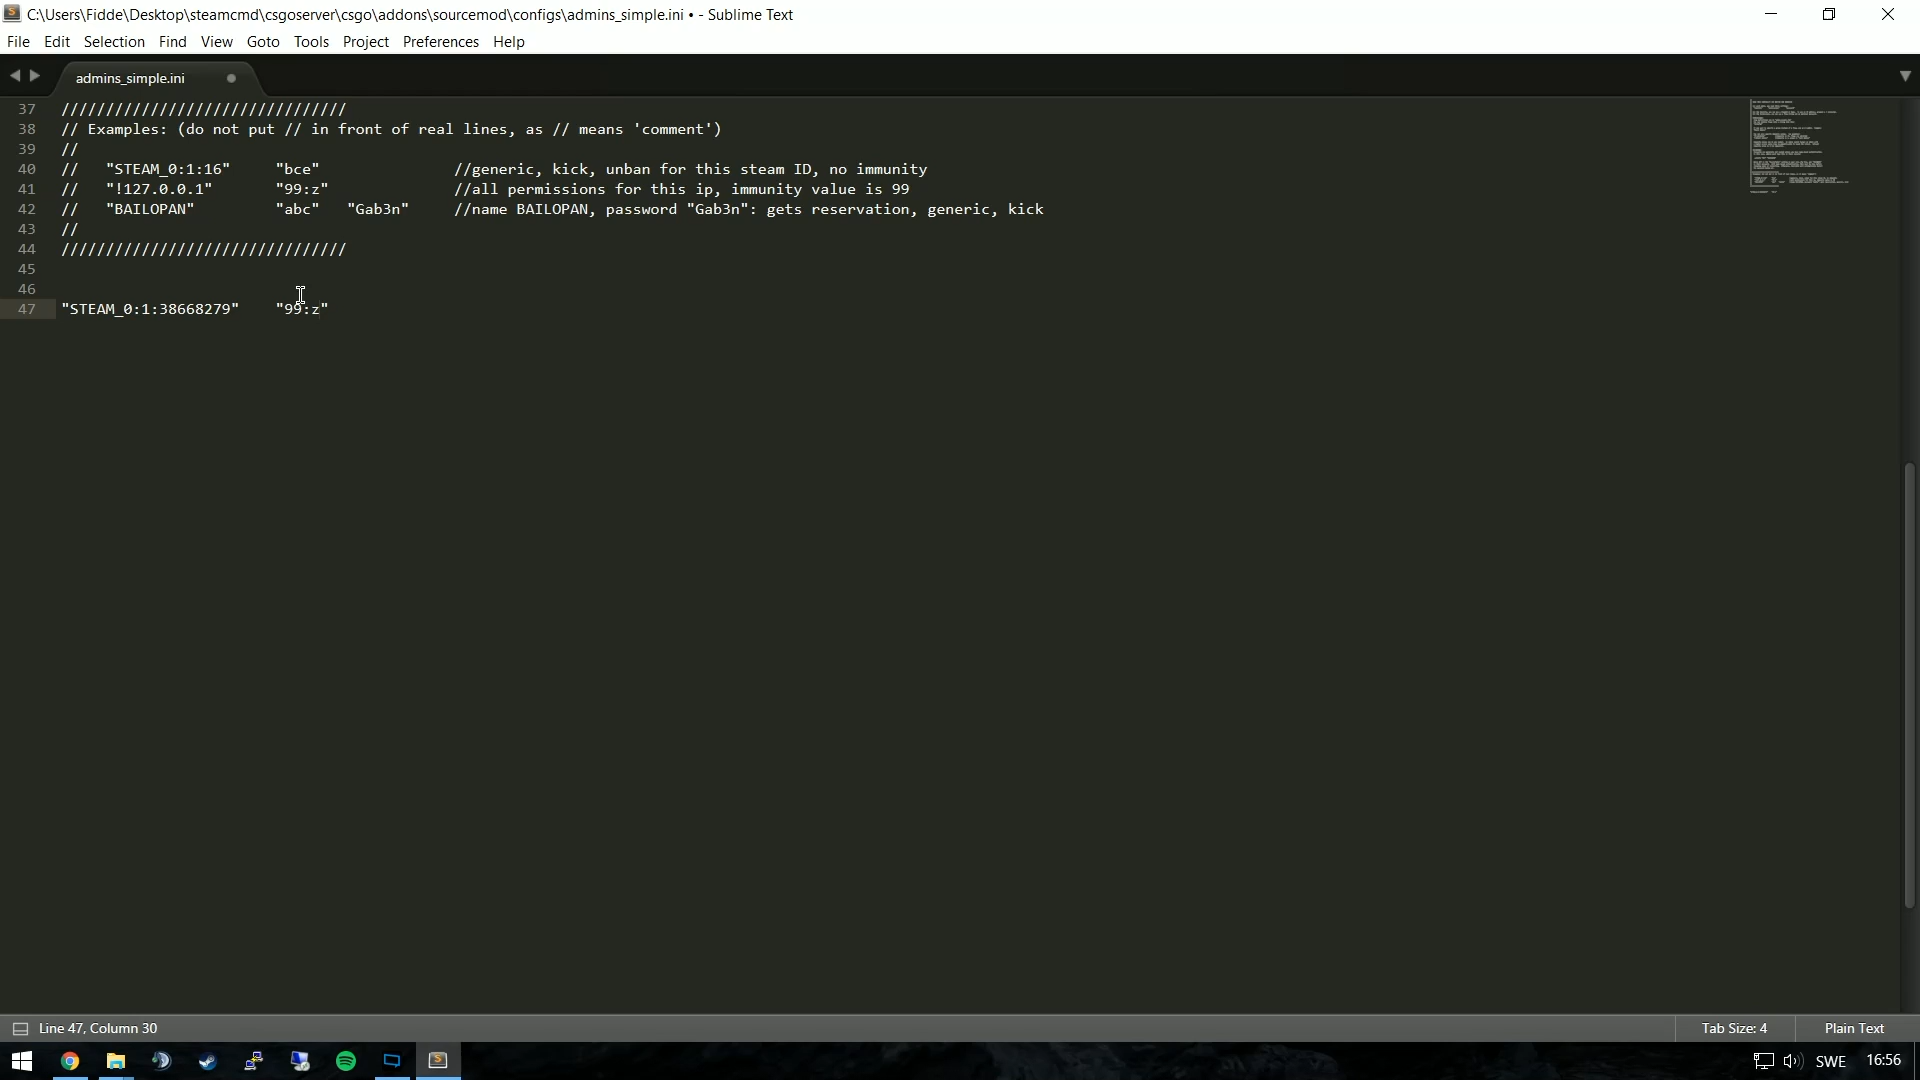 C:\Users\Fidde\Desktop\steamcmd\csgoserver\csgo\addons\sourcemod\configs\admins_simple.ini • - Sublime Text
File Edit Selection Find View Goto Tools Project Preferences Help
admins_simple.ini
37 ////////////////////////////////
38 // Examples: (do not put // in front of real lines, as // means 'comment')
39 //
40 // "STEAM_0:1:16" "bce" //generic, kick, unban for this steam ID, no immunity
41 // "!127.0.0.1" "99:z" //all permissions for this ip, immunity value is 99
42 // "BAILOPAN" "abc" "Gab3n" //name BAILOPAN, password "Gab3n": gets reservation, generic, kick
43 //
44 ////////////////////////////////
45
46
47 "STEAM_0:1:38668279" "99:z"
Line 47, Column 30 Tab Size: 4 Plain Text
SWE 16:56